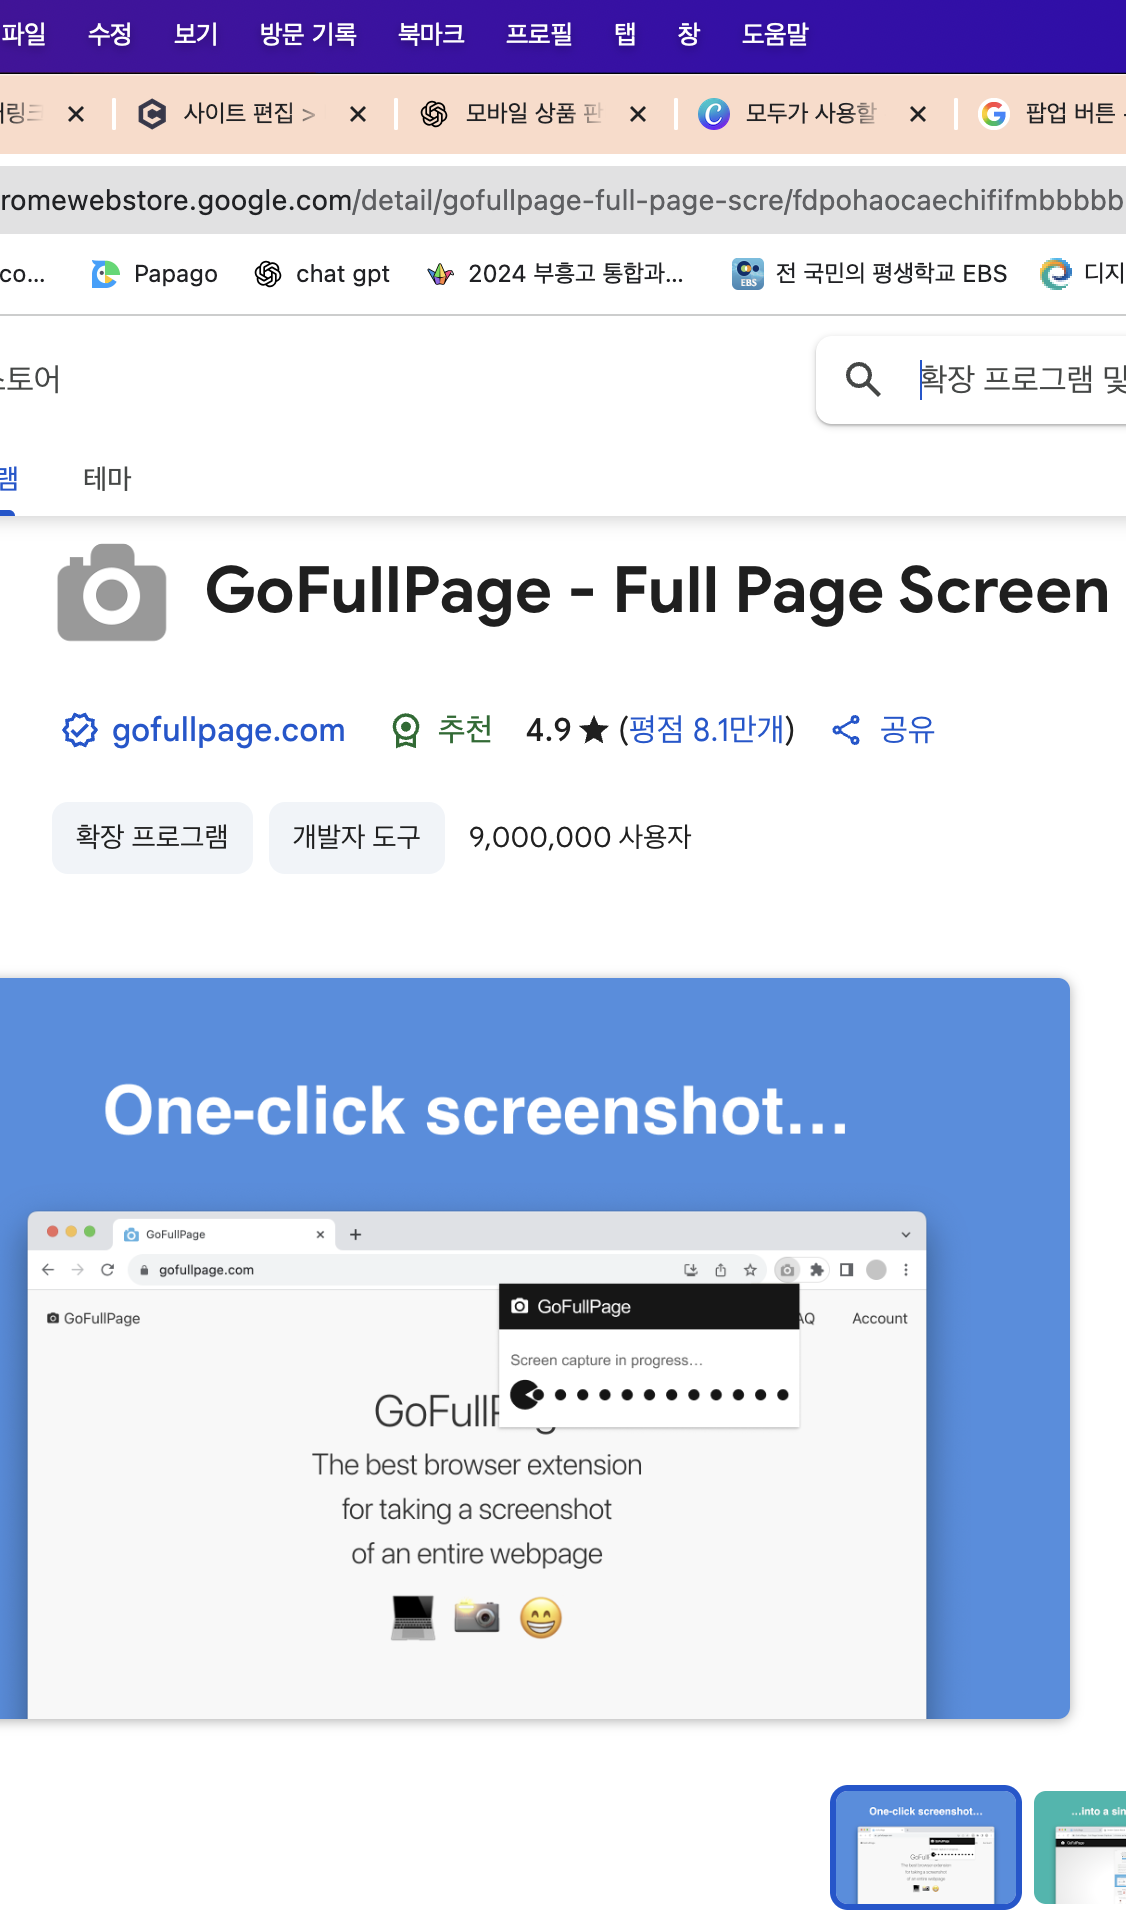 파일 수정 보기 방문 기록 북마크 프로필 탭 창 도움말
사이트 편집 > 모바일 상품 판 모두가 사용할 팝업 버튼
romewebstore.google.com/detail/gofullpage-full-page-scre/fdpohaocaechififmbbbbb
co... Papago chat gpt 2024 부흥고 통합과... EBS 전 국민의 평생학교 EBS 디지
스토어
확장 프로그램 및
램 테마
GoFullPage - Full Page Screen
gofullpage.com 추천 4.9 ★ (평점 8.1만개) 공유
확장 프로그램 개발자 도구 9,000,000 사용자
One-click screenshot...
GoFullPage
gofullpage.com
GoFullPage AQ Account
GoFullPage
Screen capture in progress...
GoFullPage
The best browser extension
for taking a screenshot
of an entire webpage
One-click screenshot... ...into a sin